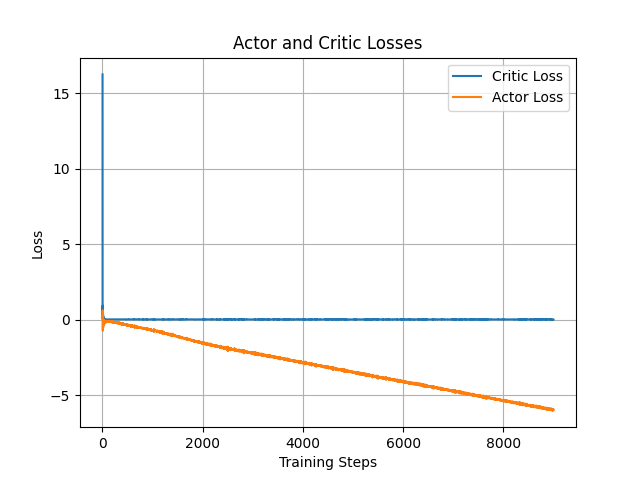 Actor and Critic Losses
Critic Loss
Actor Loss
15
10
5
0
−5
Loss
0 2000 4000 6000 8000
Training Steps